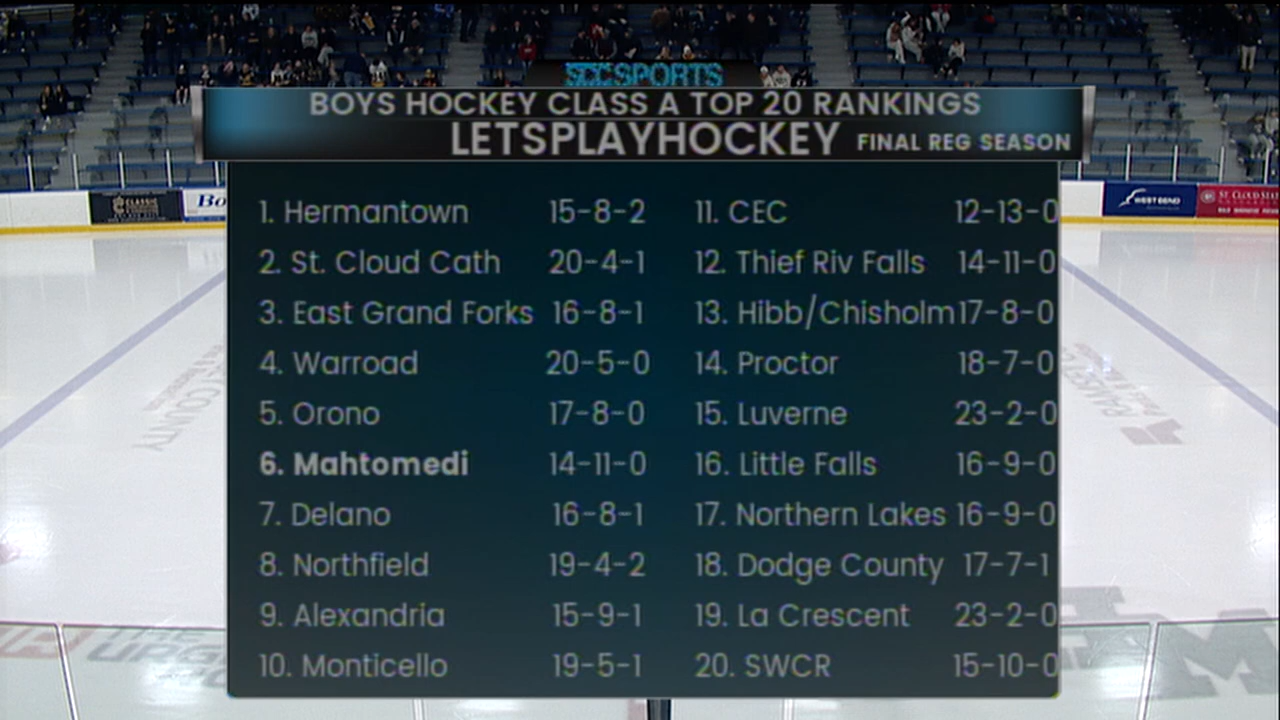 SCCSPORTS
BOYS HOCKEY CLASS A TOP 20 RANKINGS
LETSPLAYHOCKEY FINAL REG SEASON
1. Hermantown 15-8-2
2. St. Cloud Cath 20-4-1
3. East Grand Forks 16-8-1
4. Warroad 20-5-0
5. Orono 17-8-0
6. Mahtomedi 14-11-0
7. Delano 16-8-1
8. Northfield 19-4-2
9. Alexandria 15-9-1
10. Monticello 19-5-1
11. CEC 12-13-0
12. Thief Riv Falls 14-11-0
13. Hibb/Chisholm 17-8-0
14. Proctor 18-7-0
15. Luverne 23-2-0
16. Little Falls 16-9-0
17. Northern Lakes 16-9-0
18. Dodge County 17-7-1
19. La Crescent 23-2-0
20. SWCR 15-10-0
CLASSIC
Bo
WEST BEND
ST. CLOUD STATE
COUNTY
THE